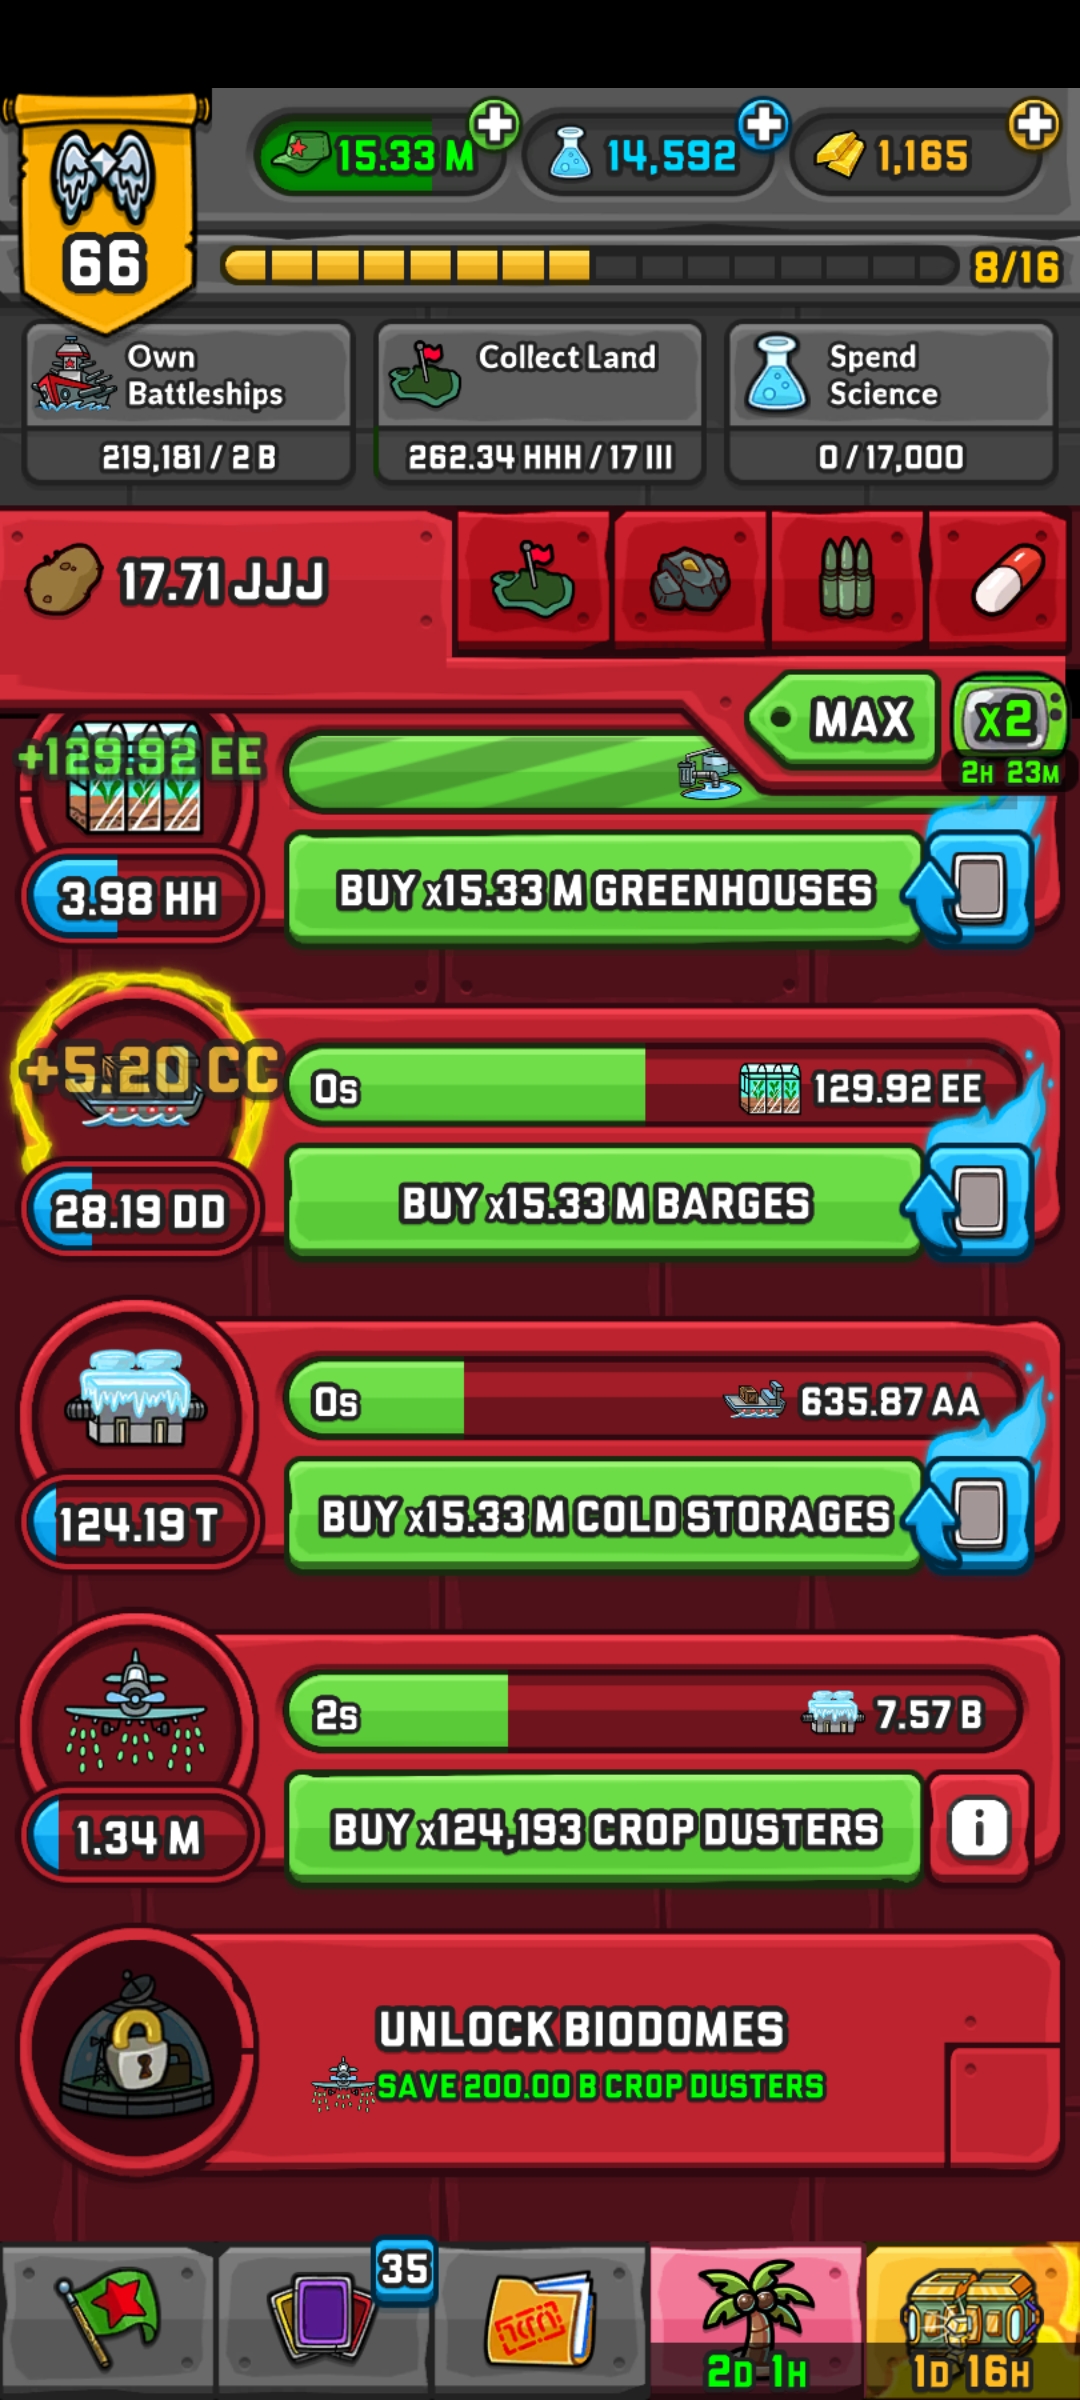 15.33 M
14,592
1,165
66
8/16
Own
Battleships
219,181 / 2 B
Collect Land
262.34 HHH / 17 III
Spend
Science
0 / 17,000
17.71 JJJ
MAX
x2
2H 23M
+129.92 EE
3.98 HH
BUY x15.33 M GREENHOUSES
+5.20 CC
0s
129.92 EE
28.19 DD
BUY x15.33 M BARGES
0s
635.87 AA
124.19 T
BUY x15.33 M COLD STORAGES
2s
7.57 B
1.34 M
BUY x124,193 CROP DUSTERS
i
UNLOCK BIODOMES
SAVE 200.00 B CROP DUSTERS
35
2D 1H
1D 16H